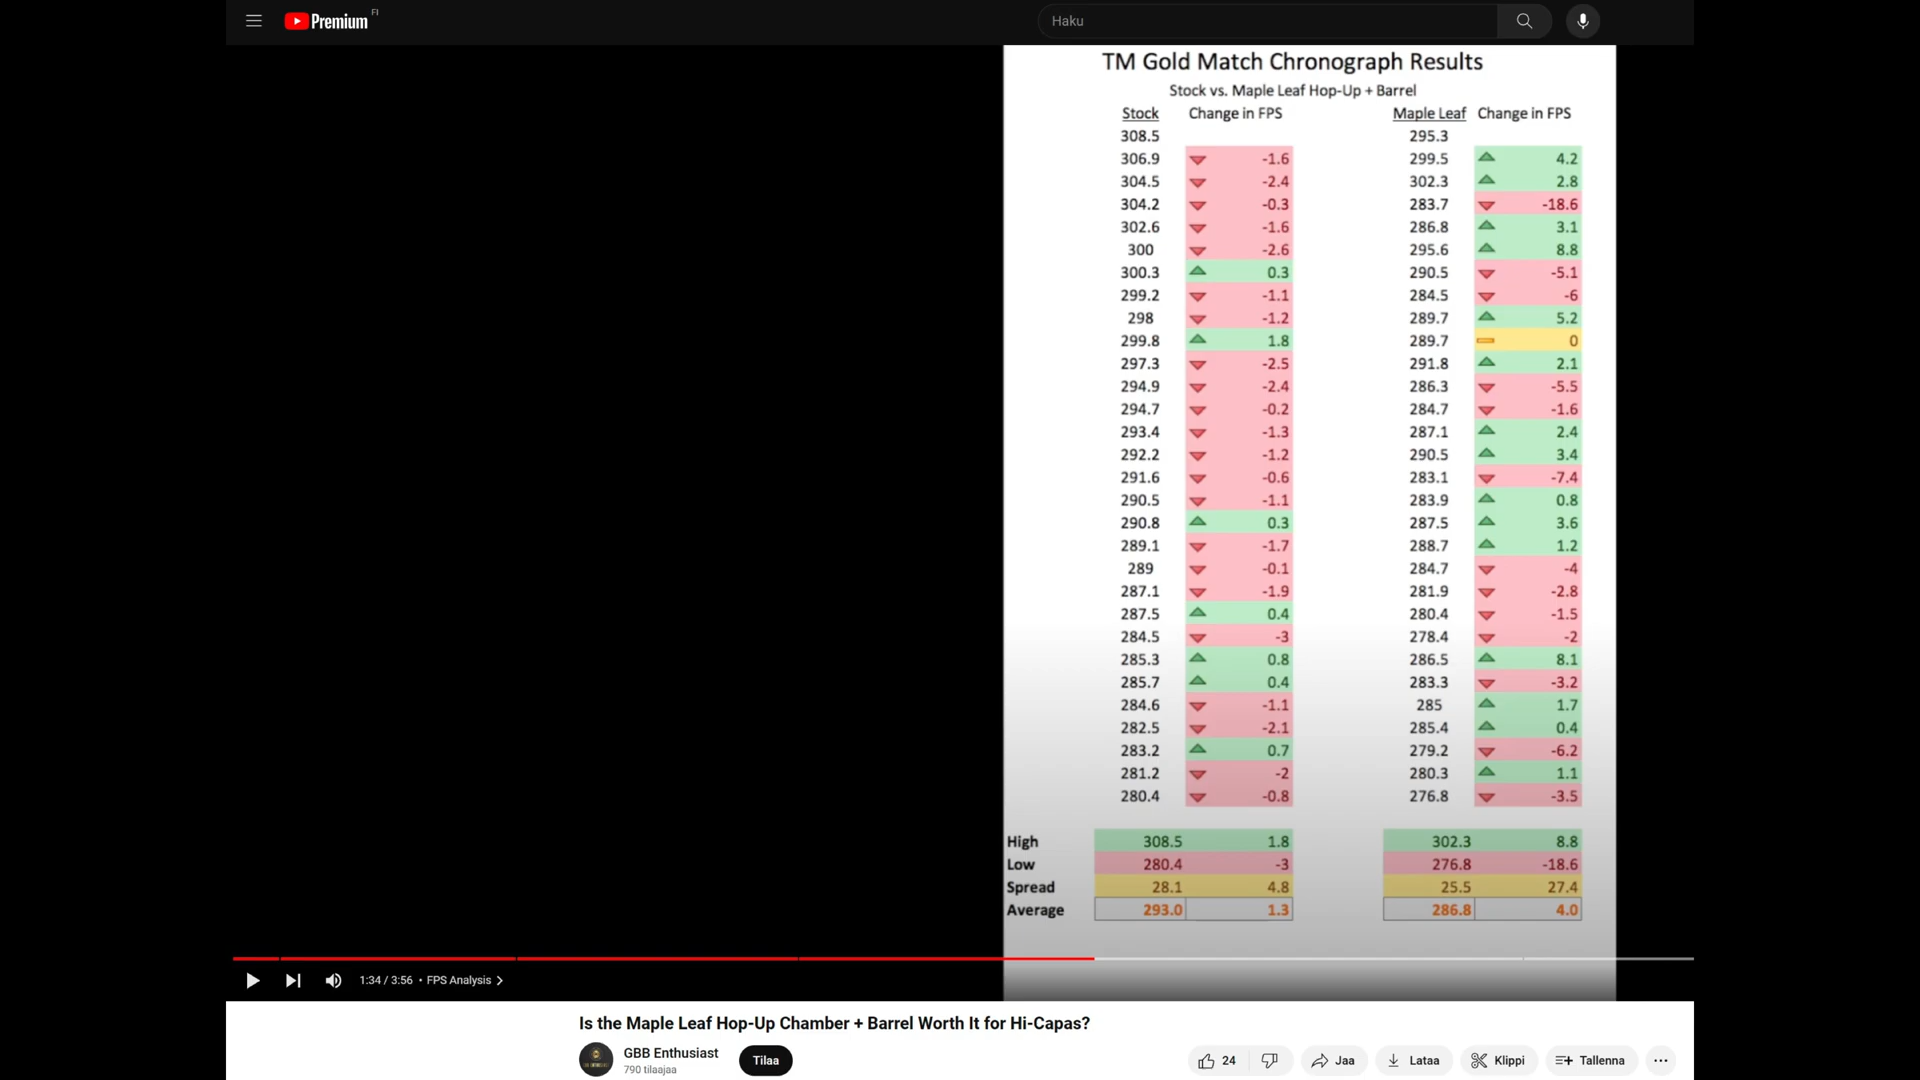 Premium FI
Haku
TM Gold Match Chronograph Results
Stock vs. Maple Leaf Hop-Up + Barrel
Stock Change in FPS Maple Leaf Change in FPS
308.5 295.3
306.9 -1.6 299.5 4.2
304.5 -2.4 302.3 2.8
304.2 -0.3 283.7 -18.6
302.6 -1.6 286.8 3.1
300 -2.6 295.6 8.8
300.3 0.3 290.5 -5.1
299.2 -1.1 284.5 -6
298 -1.2 289.7 5.2
299.8 1.8 289.7 0
297.3 -2.5 291.8 2.1
294.9 -2.4 286.3 -5.5
294.7 -0.2 284.7 -1.6
293.4 -1.3 287.1 2.4
292.2 -1.2 290.5 3.4
291.6 -0.6 283.1 -7.4
290.5 -1.1 283.9 0.8
290.8 0.3 287.5 3.6
289.1 -1.7 288.7 1.2
289 -0.1 284.7 -4
287.1 -1.9 281.9 -2.8
287.5 0.4 280.4 -1.5
284.5 -3 278.4 -2
285.3 0.8 286.5 8.1
285.7 0.4 283.3 -3.2
284.6 -1.1 285 1.7
282.5 -2.1 285.4 0.4
283.2 0.7 279.2 -6.2
281.2 -2 280.3 1.1
280.4 -0.8 276.8 -3.5
High 308.5 1.8 302.3 8.8
Low 280.4 -3 276.8 -18.6
Spread 28.1 4.8 25.5 27.4
Average 293.0 1.3 286.8 4.0
1:34 / 3:56 • FPS Analysis
Is the Maple Leaf Hop-Up Chamber + Barrel Worth It for Hi-Capas?
GBB Enthusiast
790 tilaajaa
Tilaa
24 Jaa Lataa Klippi Tallenna